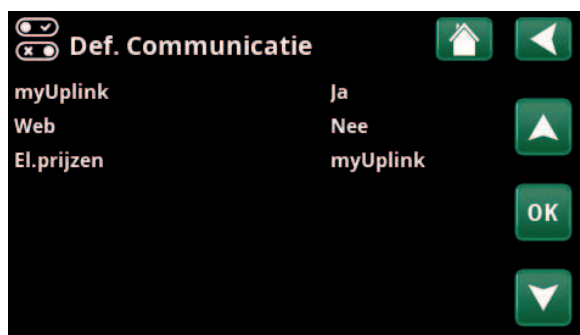 Def. Communicatie
myUplink Ja
Web Nee
El.prijzen myUplink
OK